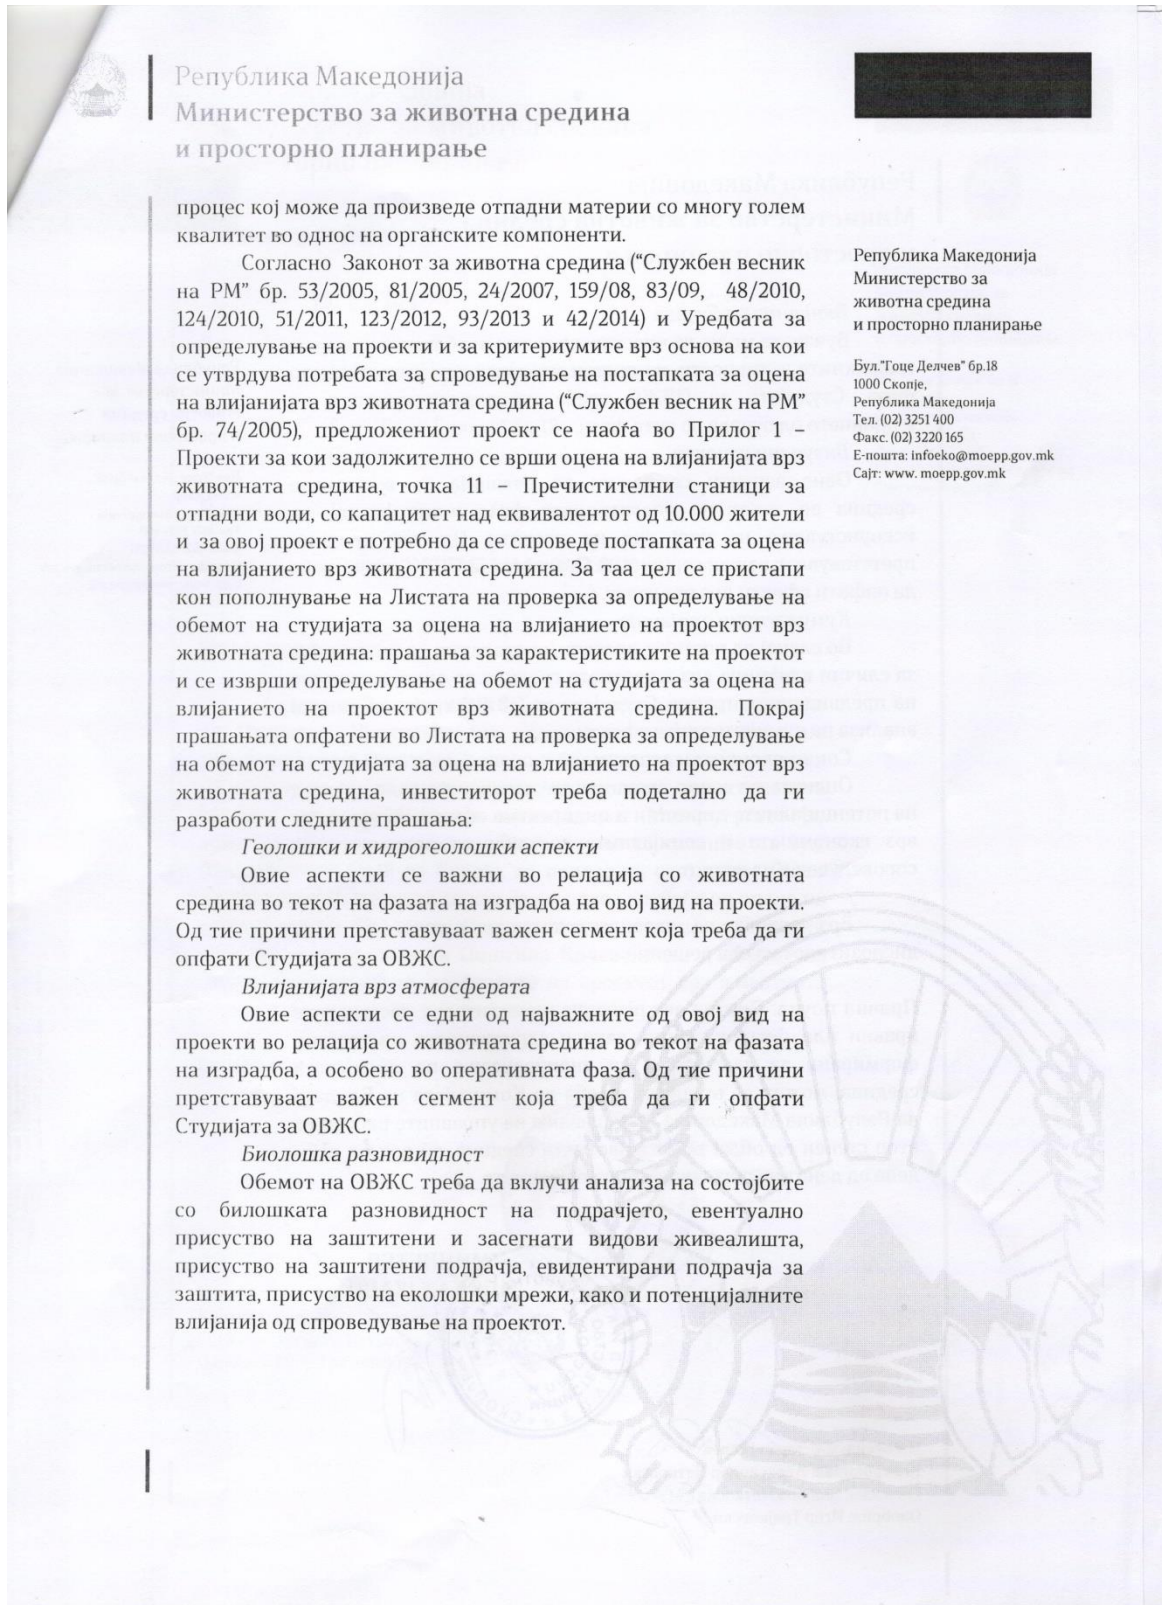 Република Македонија
Министерство за животна средина
и просторно планирање
процес кој може да произведе отпадни материи со многу голем
квалитет во однос на органските компоненти.
Согласно Законот за животна средина (“Службен весник
на РМ” бр. 53/2005, 81/2005, 24/2007, 159/08, 83/09, 48/2010,
124/2010, 51/2011, 123/2012, 93/2013 и 42/2014) и Уредбата за
определување на проекти и за критериумите врз основа на кои
се утврдува потребата за спроведување на постапката за оцена
на влијанијата врз животната средина (“Службен весник на РМ”
бр. 74/2005), предложениот проект се наоѓа во Прилог 1 –
Проекти за кои задолжително се врши оцена на влијанијата врз
животната средина, точка 11 – Пречистителни станици за
отпадни води, со капацитет над еквивалентот од 10.000 жители
и за овој проект е потребно да се спроведе постапката за оцена
на влијанието врз животната средина. За таа цел се пристапи
кон пополнување на Листата на проверка за определување на
обемот на студијата за оцена на влијанието на проектот врз
животната средина: прашања за карактеристиките на проектот
и се изврши определување на обемот на студијата за оцена на
влијанието на проектот врз животната средина. Покрај
прашањата опфатени во Листата на проверка за определување
на обемот на студијата за оцена на влијанието на проектот врз
животната средина, инвеститорот треба подетално да ги
разработи следните прашања:
Геолошки и хидрогеолошки аспекти
Овие аспекти се важни во релација со животната
средина во текот на фазата на изградба на овој вид на проекти.
Од тие причини претставуваат важен сегмент која треба да ги
опфати Студијата за ОВЖС.
Влијанијата врз атмосферата
Овие аспекти се едни од најважните од овој вид на
проекти во релација со животната средина во текот на фазата
на изградба, а особено во оперативната фаза. Од тие причини
претставуваат важен сегмент која треба да ги опфати
Студијата за ОВЖС.
Биолошка разновидност
Обемот на ОВЖС треба да вклучи анализа на состојбите
со билошката разновидност на подрачјето, евентуално
присуство на заштитени и засегнати видови живеалишта,
присуство на заштитени подрачја, евидентирани подрачја за
заштита, присуство на еколошки мрежи, како и потенцијалните
влијанија од спроведување на проектот.
Република Македонија
Министерство за
животна средина
и просторно планирање
Бул."Гоце Делчев" бр.18
1000 Скопје,
Република Македонија
Тел. (02) 3251 400
Факс. (02) 3220 165
Е-пошта: infoeko@moepp.gov.mk
Сајт: www. moepp.gov.mk